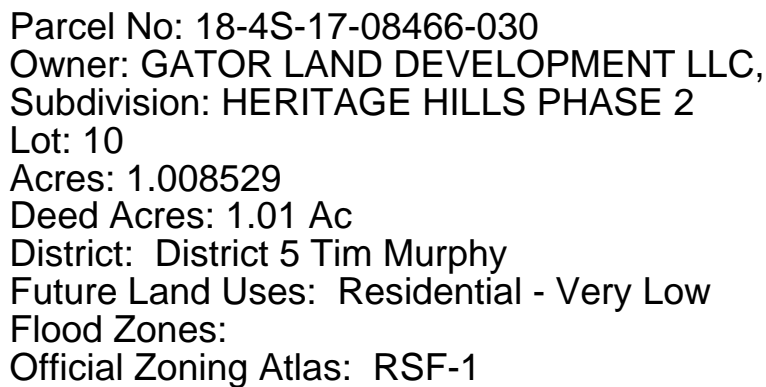 Parcel No: 18-4S-17-08466-030
Owner: GATOR LAND DEVELOPMENT LLC,
Subdivision: HERITAGE HILLS PHASE 2
Lot: 10
Acres: 1.008529
Deed Acres: 1.01 Ac
District:  District 5 Tim Murphy
Future Land Uses:  Residential - Very Low
Flood Zones:
Official Zoning Atlas:  RSF-1